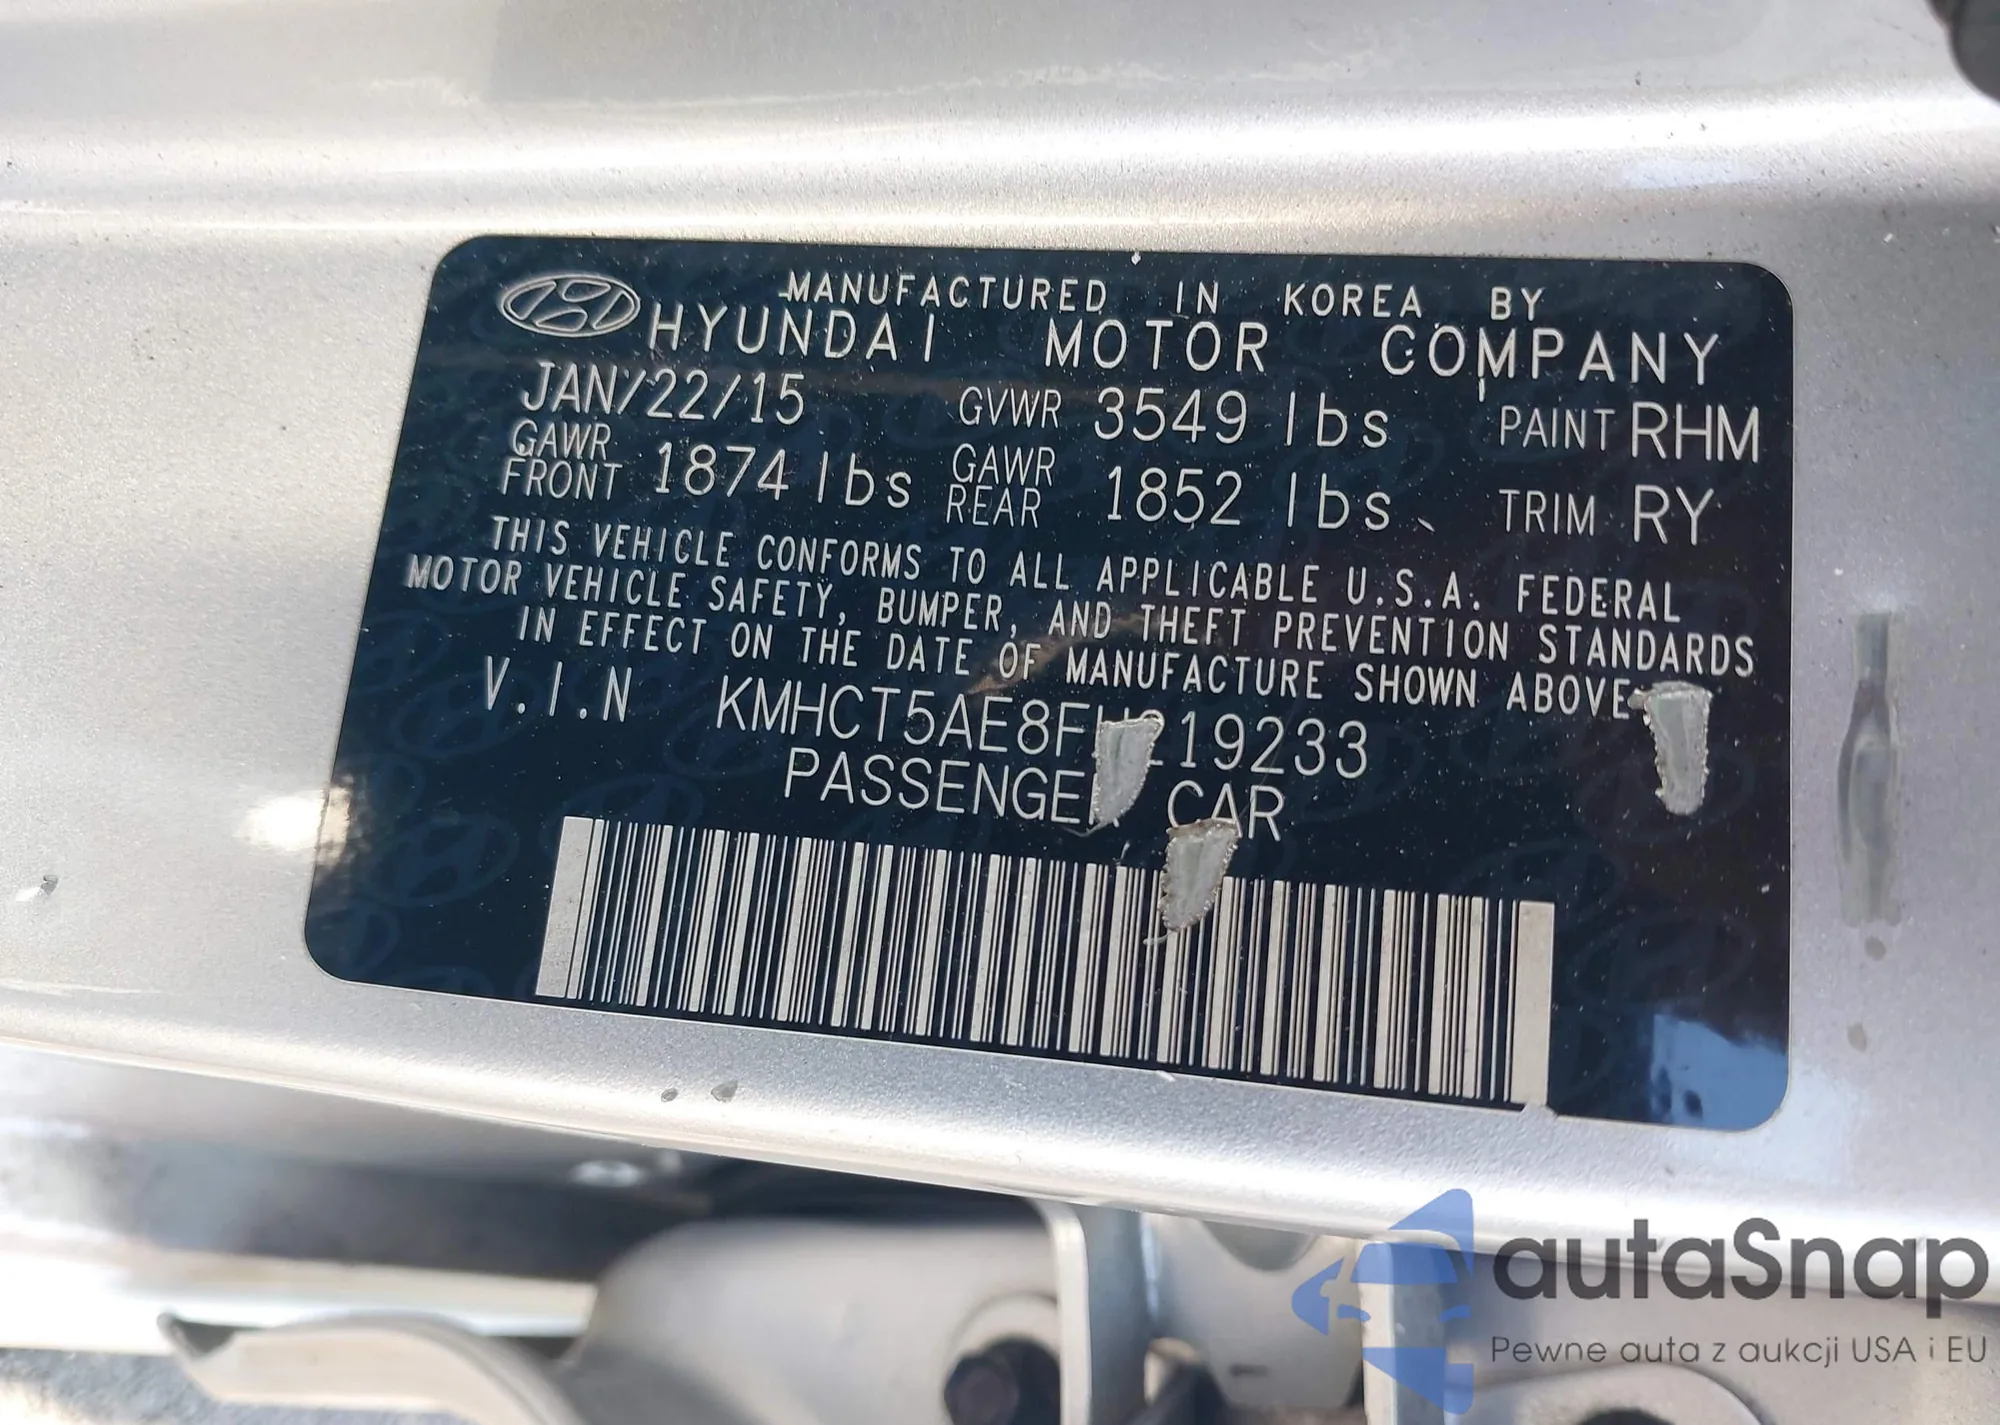 MANUFACTURED IN KOREA BY
HYUNDAI MOTOR COMPANY
JAN/22/15 GVWR 3549 lbs PAINT RHM
GAWR FRONT 1874 lbs GAWR REAR 1852 lbs TRIM RY
THIS VEHICLE CONFORMS TO ALL APPLICABLE U.S.A. FEDERAL
MOTOR VEHICLE SAFETY, BUMPER, AND THEFT PREVENTION STANDARDS
IN EFFECT ON THE DATE OF MANUFACTURE SHOWN ABOVE
V.I.N KMHCT5AE8FU219233
PASSENGER CAR
autaSnap
Pewne auta z aukcji USA i EU